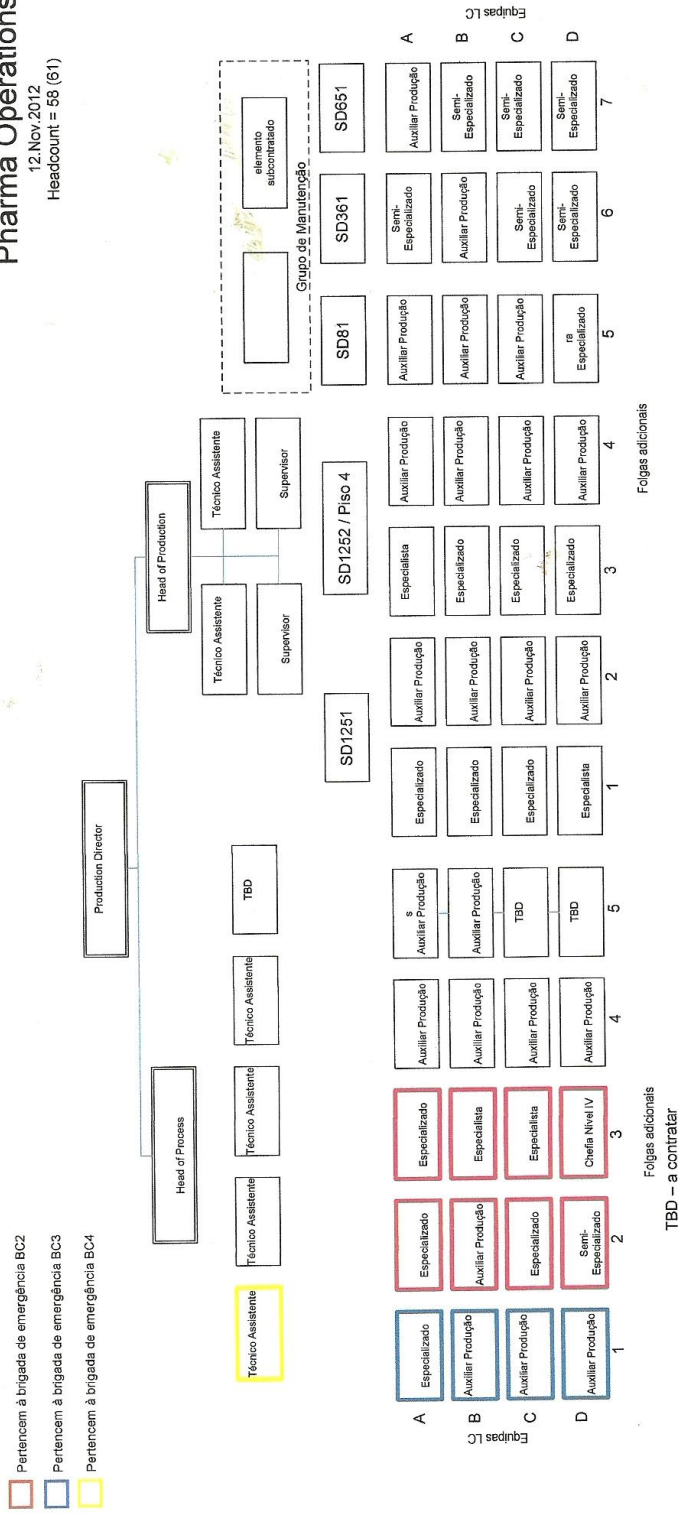 Pharma Operations
12.Nov.2012
Headcount = 58 (61)
Pertencem à brigada de emergência BC2
Pertencem à brigada de emergência BC3
Pertencem à brigada de emergência BC4
Production Director
Head of Process
Head of Production
Técnico Assistente
Técnico Assistente
Técnico Assistente
Técnico Assistente
TBD
Técnico Assistente
Técnico Assistente
Supervisor
Supervisor
elemento
subcontratado
Grupo de Manutenção
SD1251
SD1252 / Piso 4
SD81
SD361
SD651
Equipas LC
A
Especializado
Especializado
Especializado
Auxiliar Produção
s
Auxiliar Produção
Especializado
Auxiliar Produção
Especialista
Auxiliar Produção
Auxiliar Produção
Semi-
Especializado
Auxiliar Produção
A
B
Auxiliar Produção
Auxiliar Produção
Especialista
Auxiliar Produção
Auxiliar Produção
Especializado
Auxiliar Produção
Especializado
Auxiliar Produção
Auxiliar Produção
Auxiliar Produção
Semi-
Especializado
B
C
Auxiliar Produção
Especializado
Especialista
Auxiliar Produção
TBD
Especializado
Auxiliar Produção
Especializado
Auxiliar Produção
Auxiliar Produção
Semi-
Especializado
Semi-
Especializado
C
D
Auxiliar Produção
Semi-
Especializado
Chefia Nivel IV
Auxiliar Produção
TBD
Especialista
Auxiliar Produção
Especializado
Auxiliar Produção
ra
Especializado
Semi-
Especializado
Semi-
Especializado
D
Equipas LC
1
2
3
4
5
1
2
3
4
5
6
7
Folgas adicionais
Folgas adicionais
TBD – a contratar